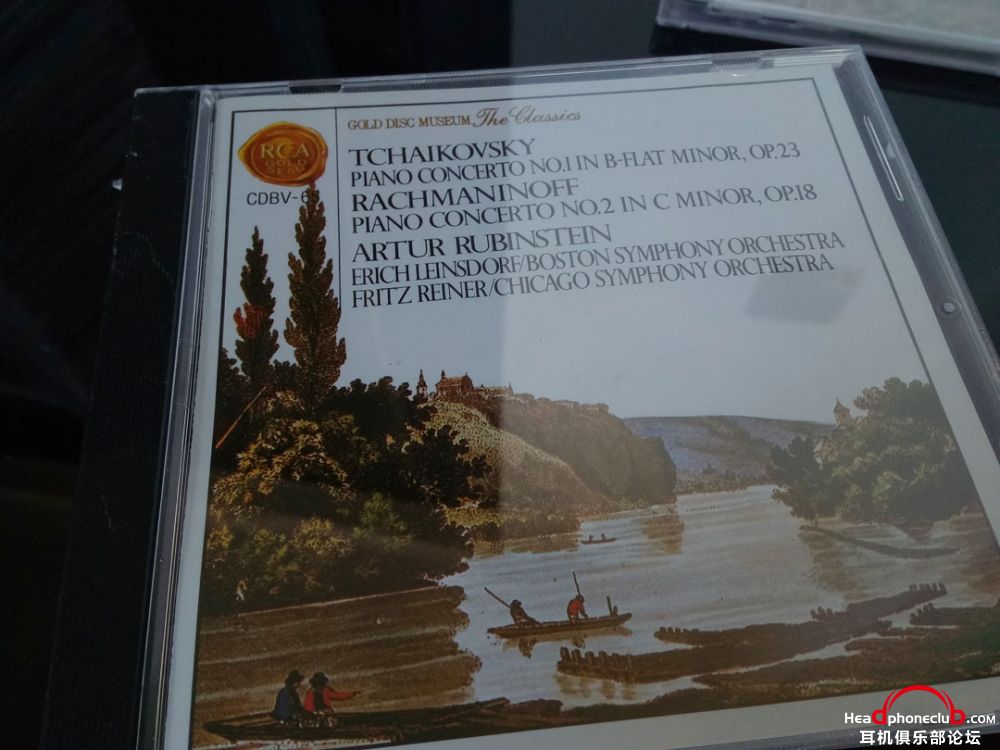 GOLD DISC MUSEUM The Classics
RCA
GOLD
SEAL
CDBV-6
TCHAIKOVSKY
PIANO CONCERTO NO.1 IN B-FLAT MINOR, OP.23
RACHMANINOFF
PIANO CONCERTO NO.2 IN C MINOR, OP.18
ARTUR RUBINSTEIN
ERICH LEINSDORF/BOSTON SYMPHONY ORCHESTRA
FRITZ REINER/CHICAGO SYMPHONY ORCHESTRA
Headphoneclub.com
耳机俱乐部论坛